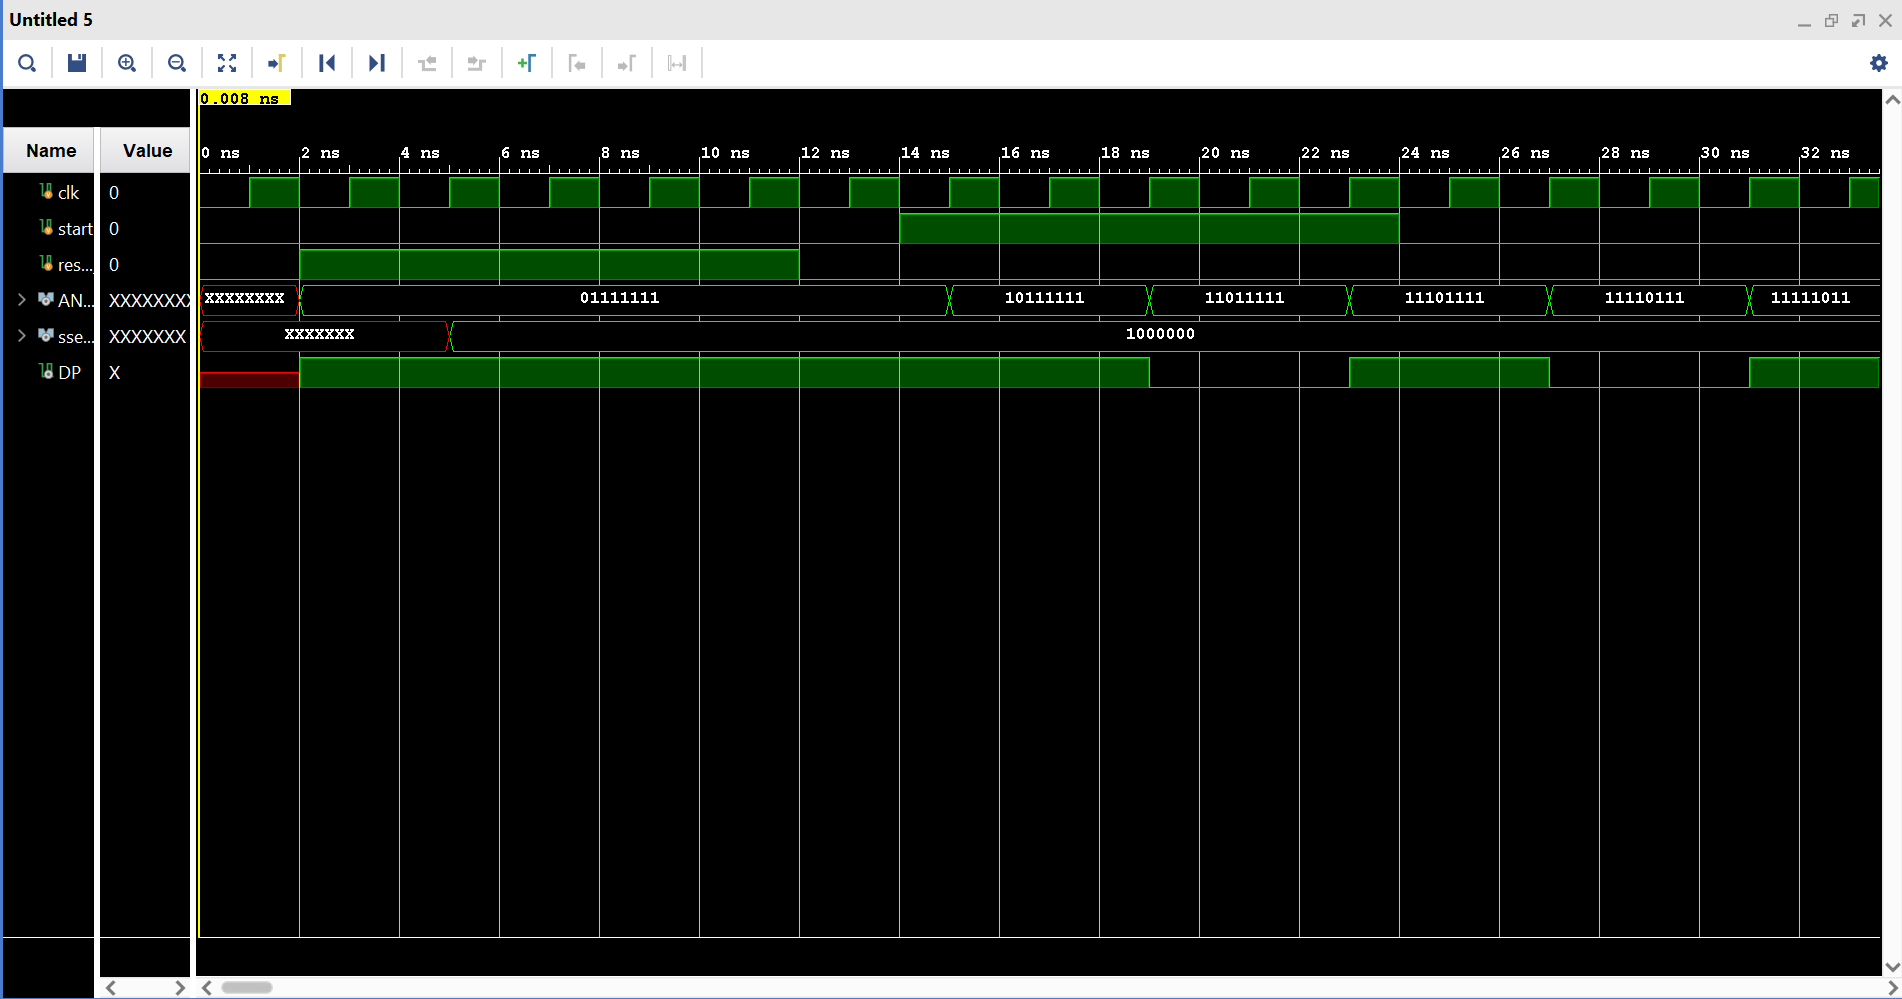 Untitled 5
0.008 ns
Name Value
0 ns 2 ns 4 ns 6 ns 8 ns 10 ns 12 ns 14 ns 16 ns 18 ns 20 ns 22 ns 24 ns 26 ns 28 ns 30 ns 32 ns
clk 0
start 0
res... 0
AN... XXXXXXXX XXXXXXXX 01111111 10111111 11011111 11101111 11110111 11111011
sse... XXXXXXX XXXXXXX 1000000
DP X